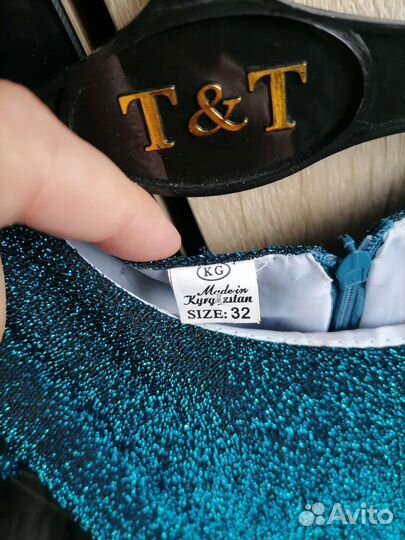 T&T
KG
Made in
Kyrgyzstan
SIZE: 32
Avito